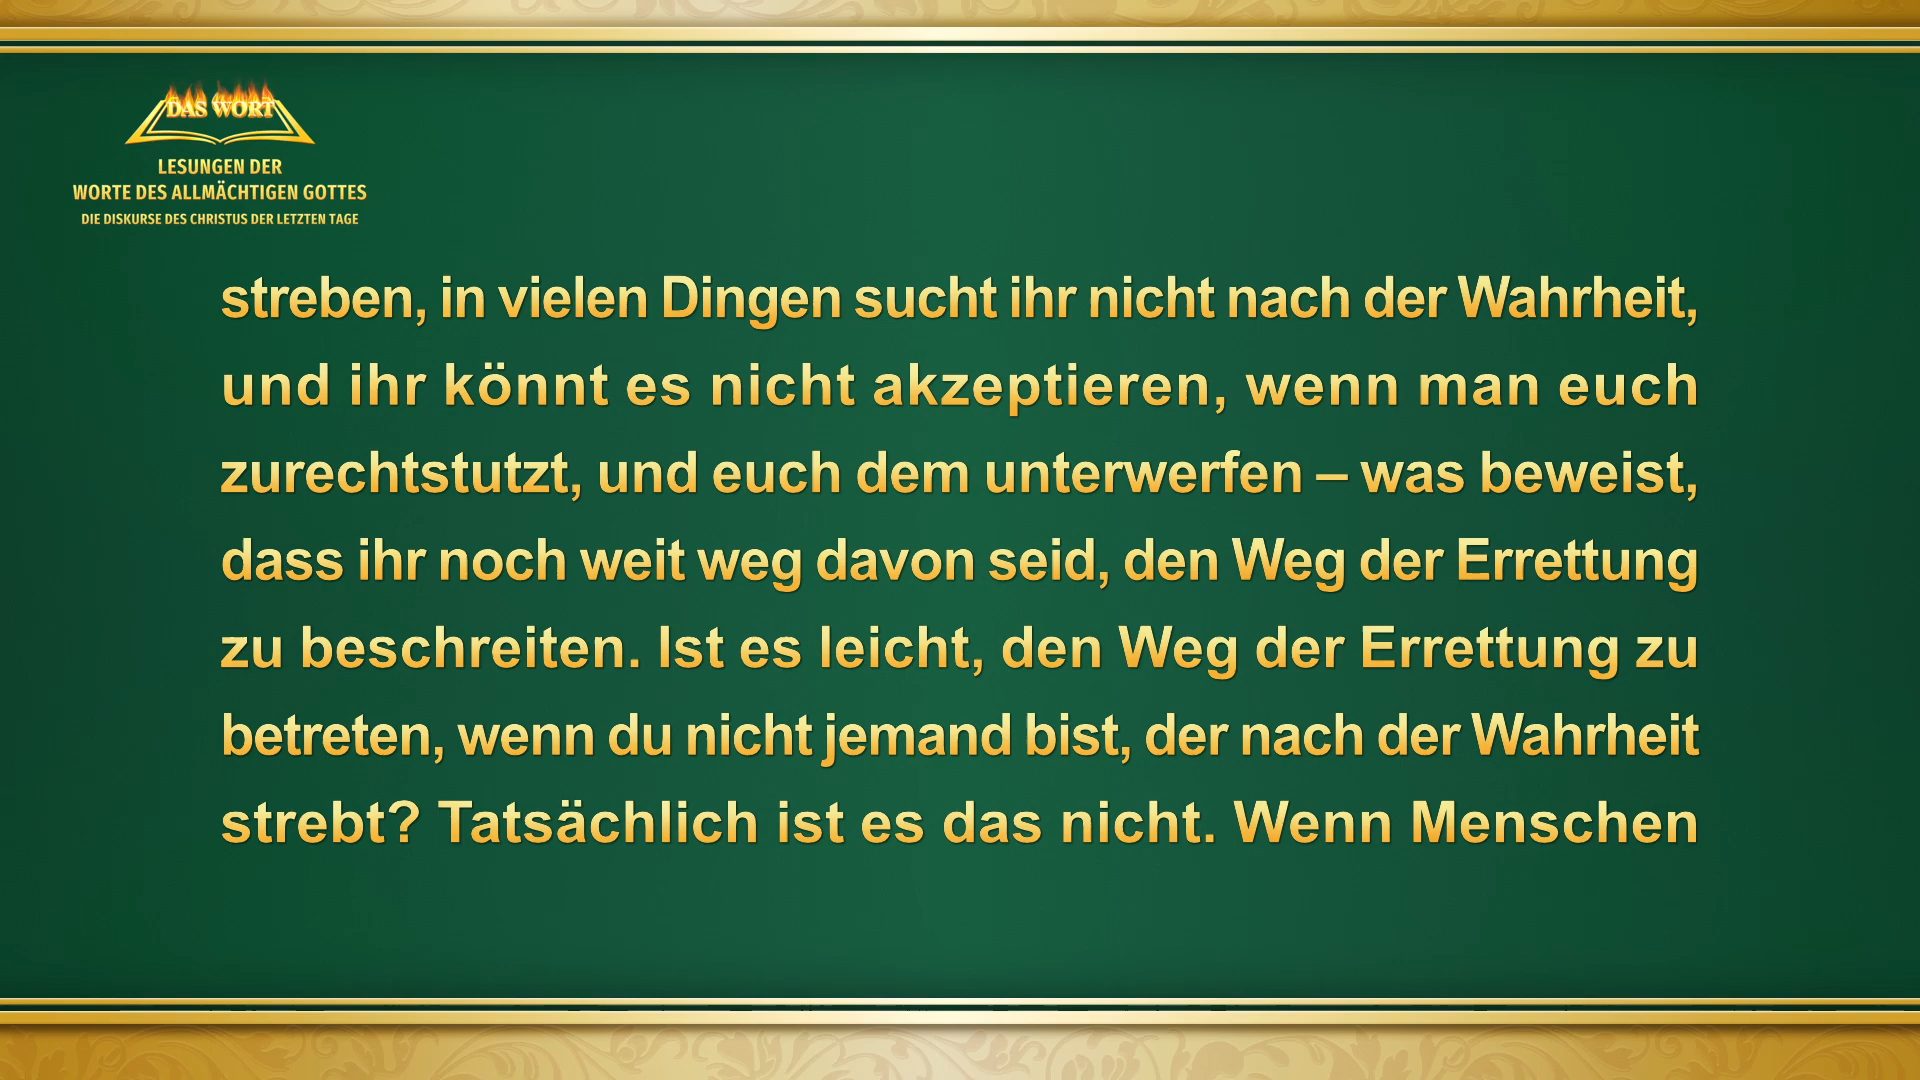 DAS WORT
LESUNGEN DER
WORTE DES ALLMÄCHTIGEN GOTTES
DIE DISKURSE DES CHRISTUS DER LETZTEN TAGE
streben, in vielen Dingen sucht ihr nicht nach der Wahrheit,
und ihr könnt es nicht akzeptieren, wenn man euch
zurechtstutzt, und euch dem unterwerfen – was beweist,
dass ihr noch weit weg davon seid, den Weg der Errettung
zu beschreiten. Ist es leicht, den Weg der Errettung zu
betreten, wenn du nicht jemand bist, der nach der Wahrheit
strebt? Tatsächlich ist es das nicht. Wenn Menschen